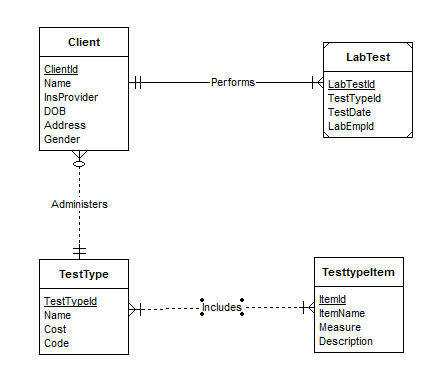 Client
ClientId
Name
InsProvider
DOB
Address
Gender
Performs
LabTest
LabTestId
TestTypeId
TestDate
LabEmpId
Administers
TestType
TestTypeId
Name
Cost
Code
Includes
TesttypeItem
ItemId
ItemName
Measure
Description